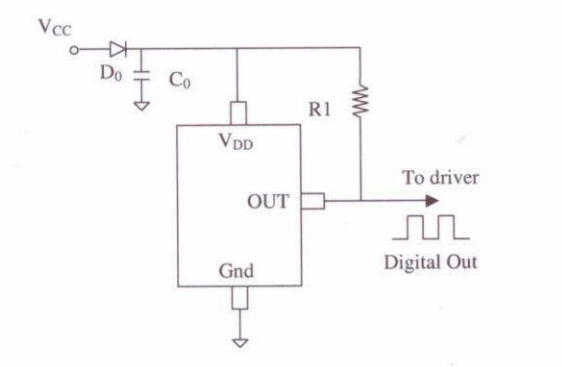 VCC
D0
C0
R1
VDD
To driver
OUT
Digital Out
Gnd